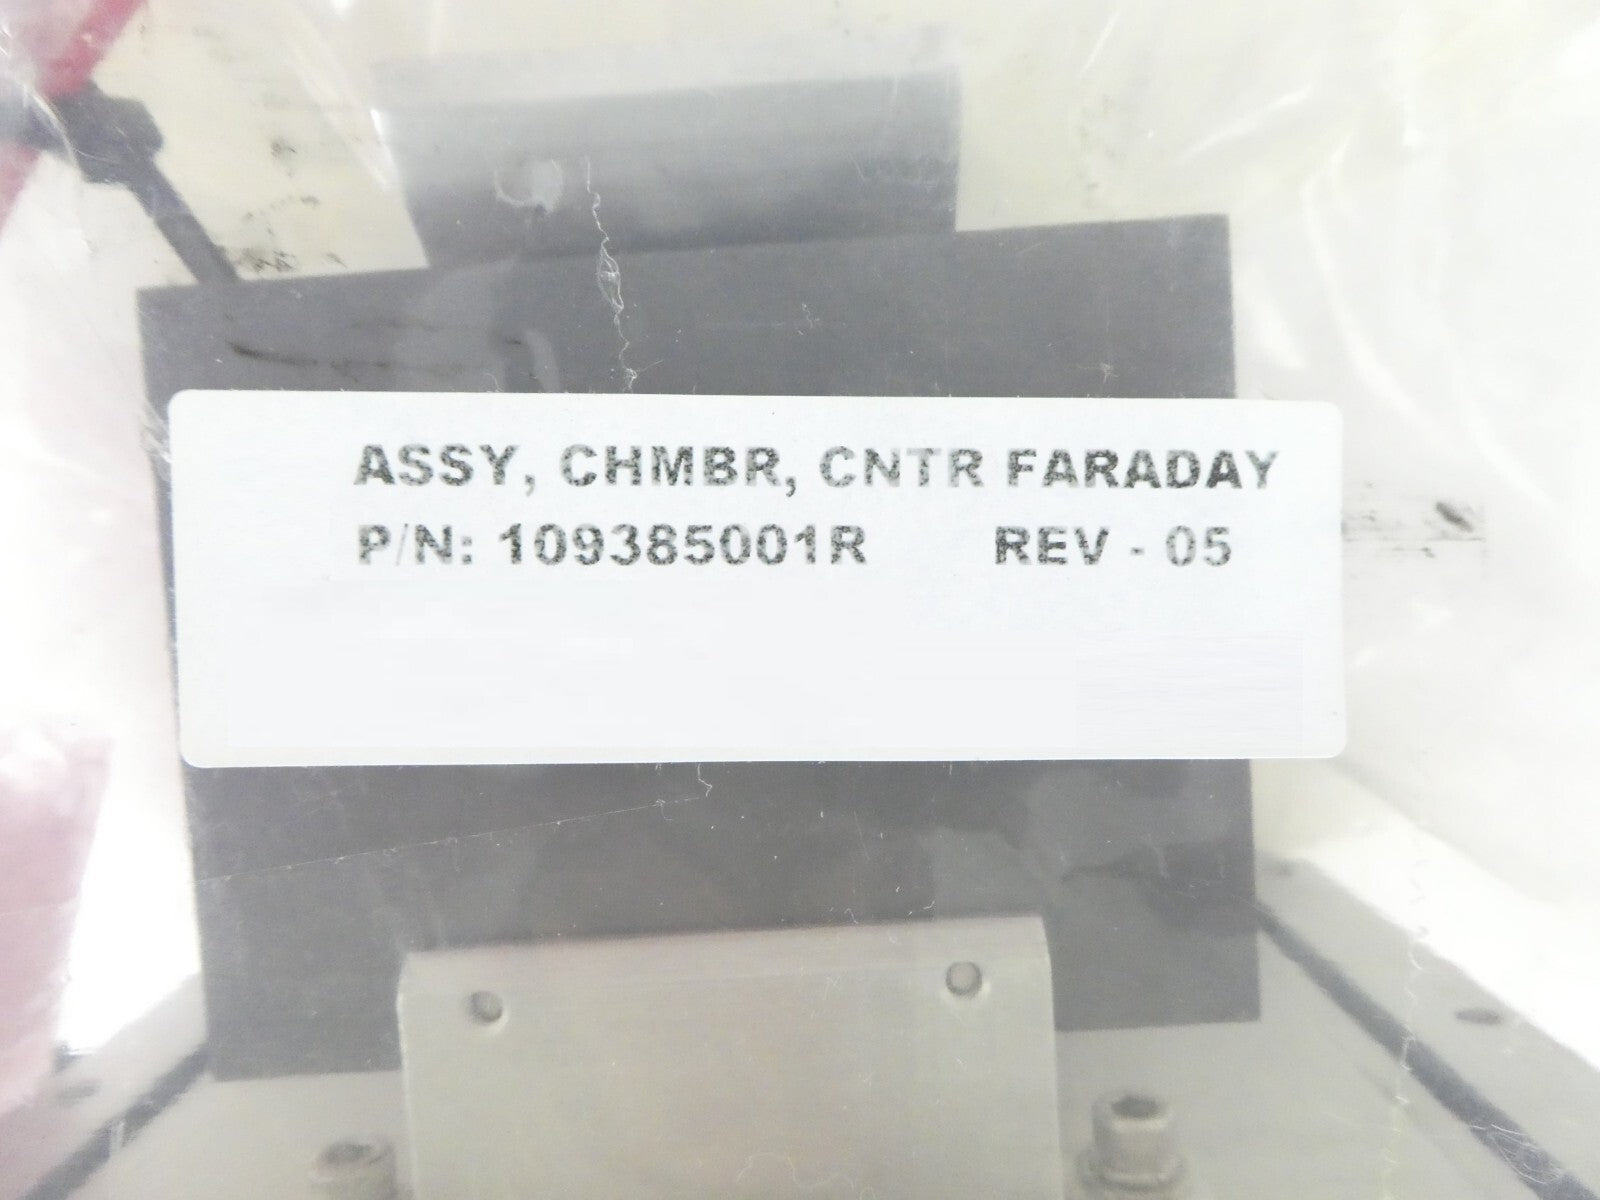 ASSY, CHMBR, CNTR FARADAY
P/N: 109385001R REV - 05